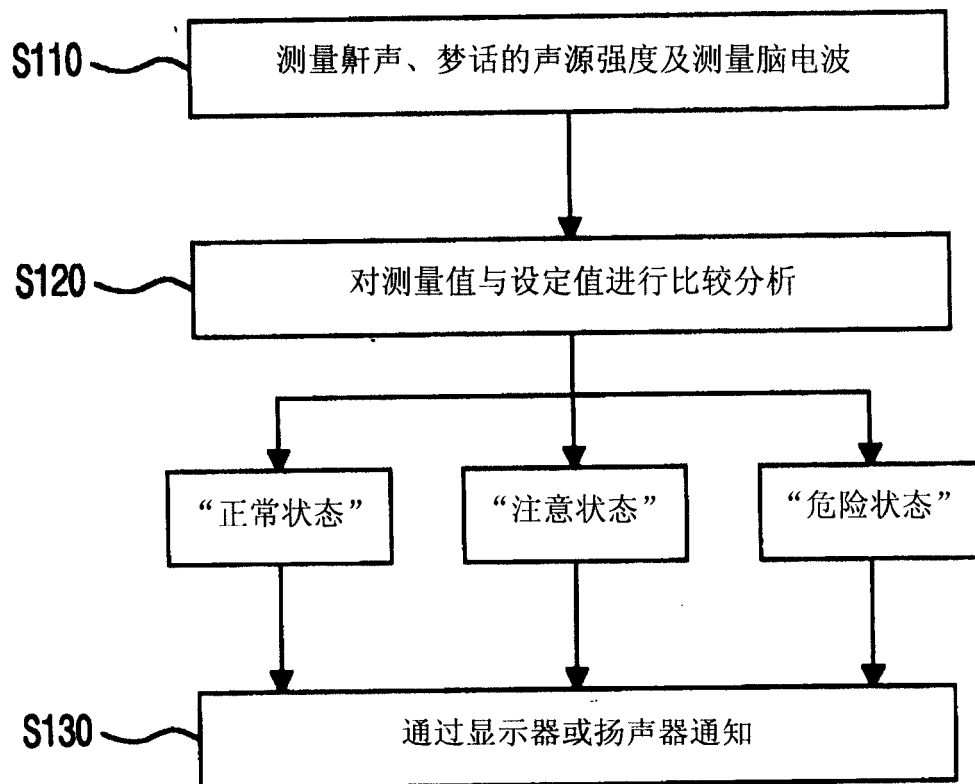 S110
测量鼾声、梦话的声源强度及测量脑电波
S120
对测量值与设定值进行比较分析
“正常状态”
“注意状态”
“危险状态”
S130
通过显示器或扬声器通知